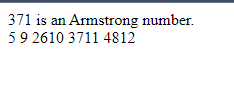 371 is an Armstrong number.
5 9 2610 3711 4812